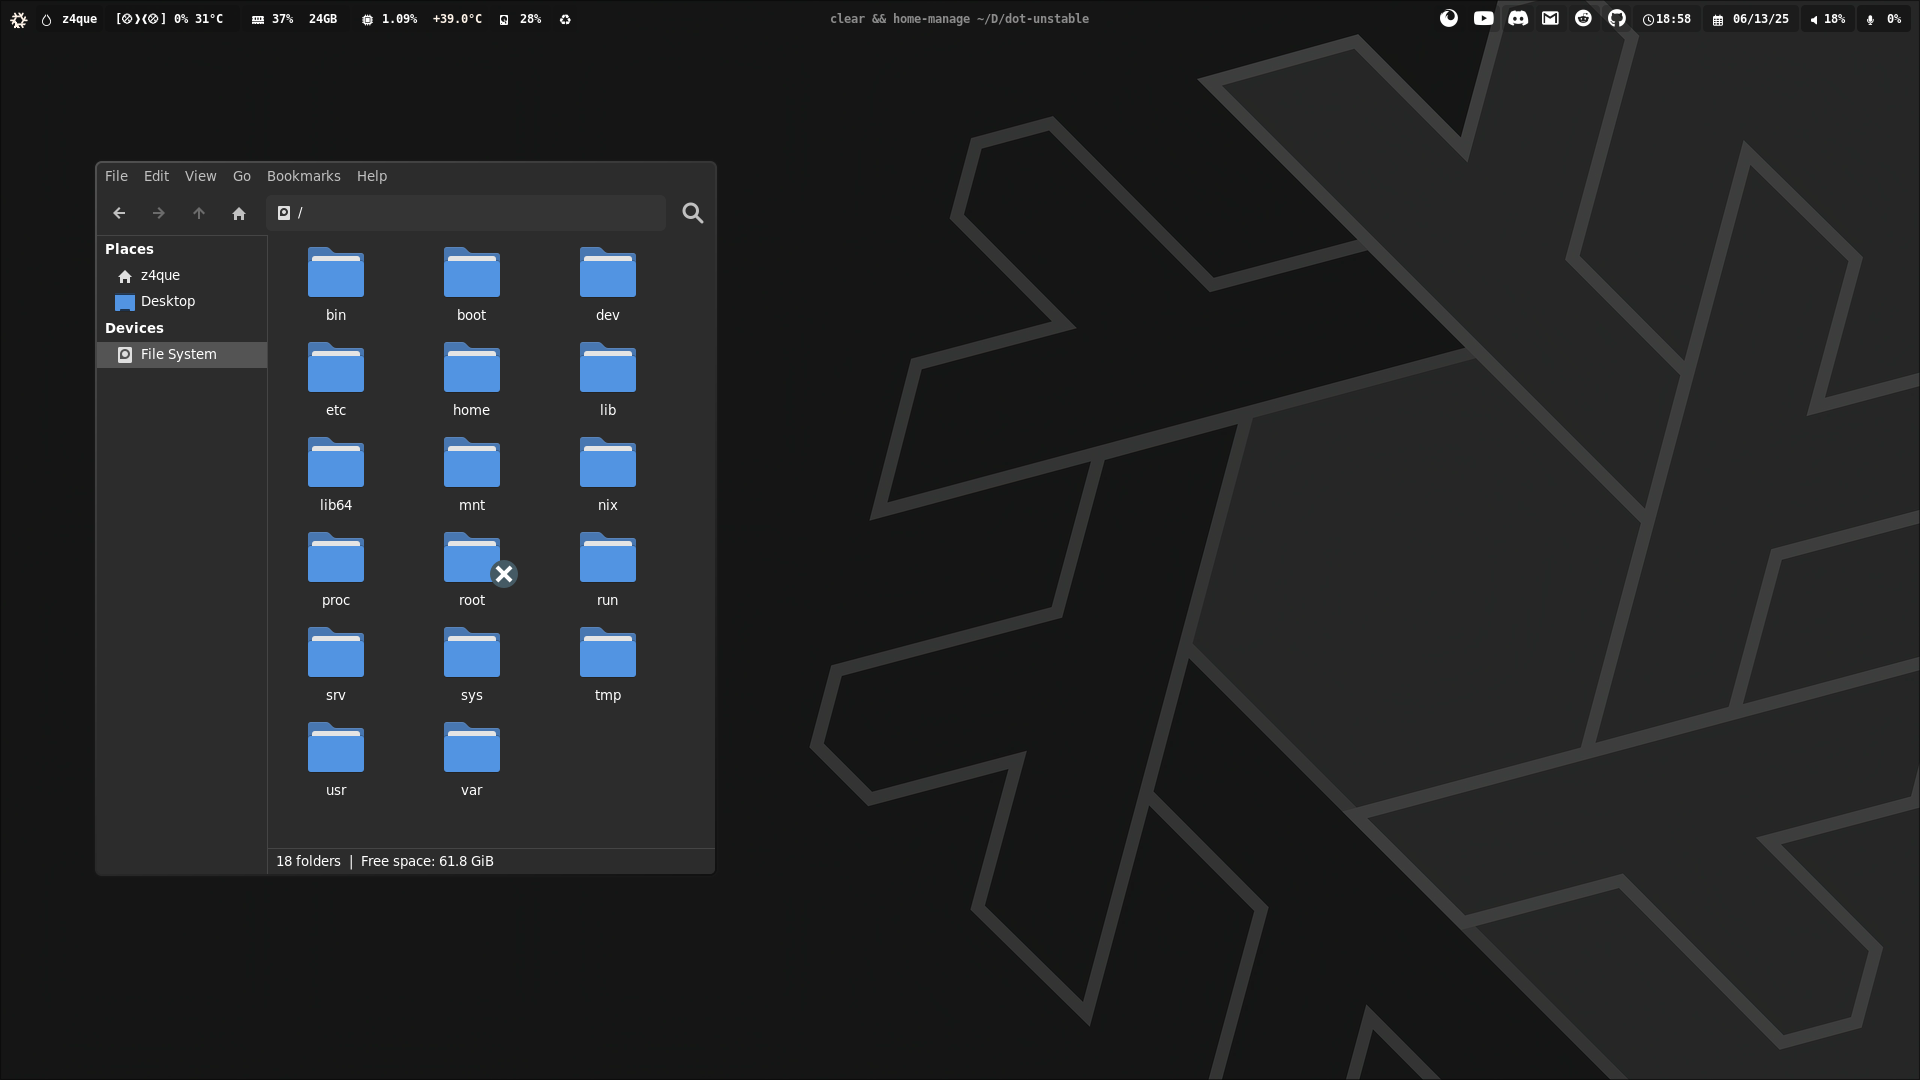 z4que [⊗❯❮⊗] 0% 31°C 37% 24GB 1.09% +39.0°C 28% clear && home-manage ~/D/dot-unstable 18:58 06/13/25 18% 0%
File Edit View Go Bookmarks Help
/
Places
z4que
Desktop
Devices
File System
bin boot dev
etc home lib
lib64 mnt nix
proc root run
srv sys tmp
usr var
18 folders | Free space: 61.8 GiB